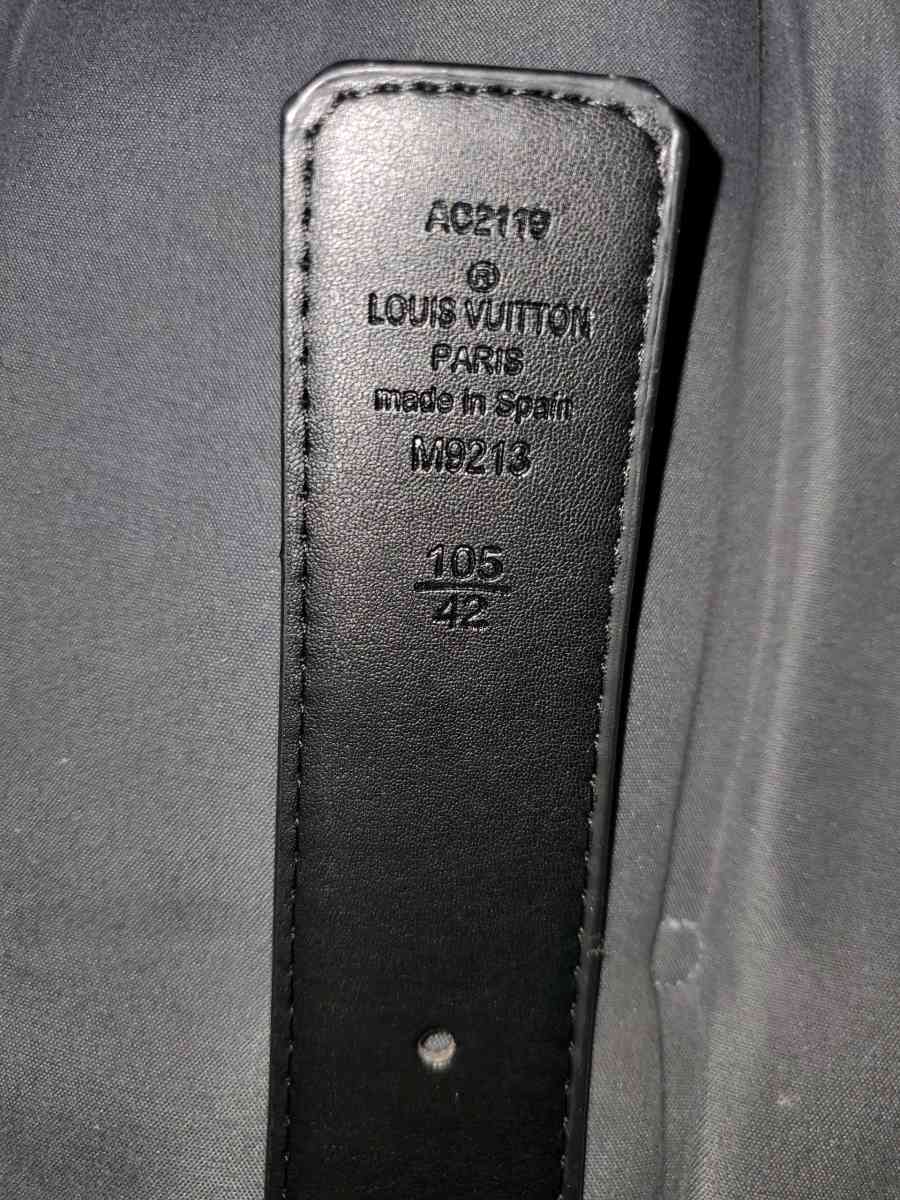 AC2119
®
LOUIS VUITTON
PARIS
made in Spain
M9213
105
42